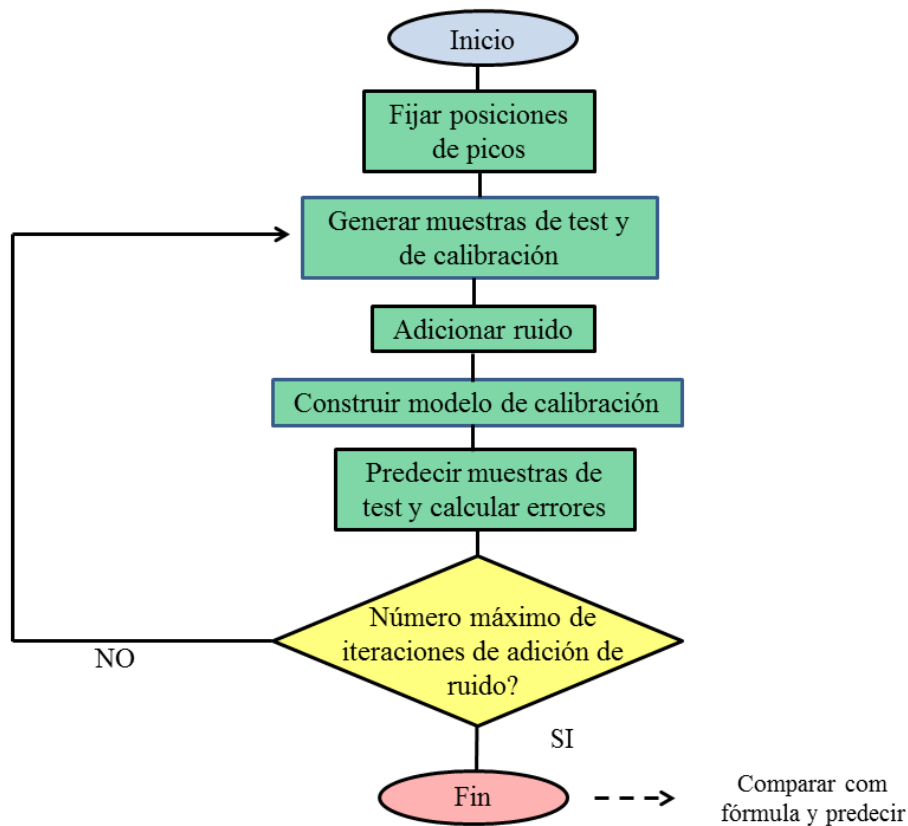 Inicio
Fijar posiciones
de picos
Generar muestras de test y
de calibración
Adicionar ruido
Construir modelo de calibración
Predecir muestras de
test y calcular errores
Número máximo de
iteraciones de adición de
ruido?
NO
SI
Fin
Comparar com
fórmula y predecir